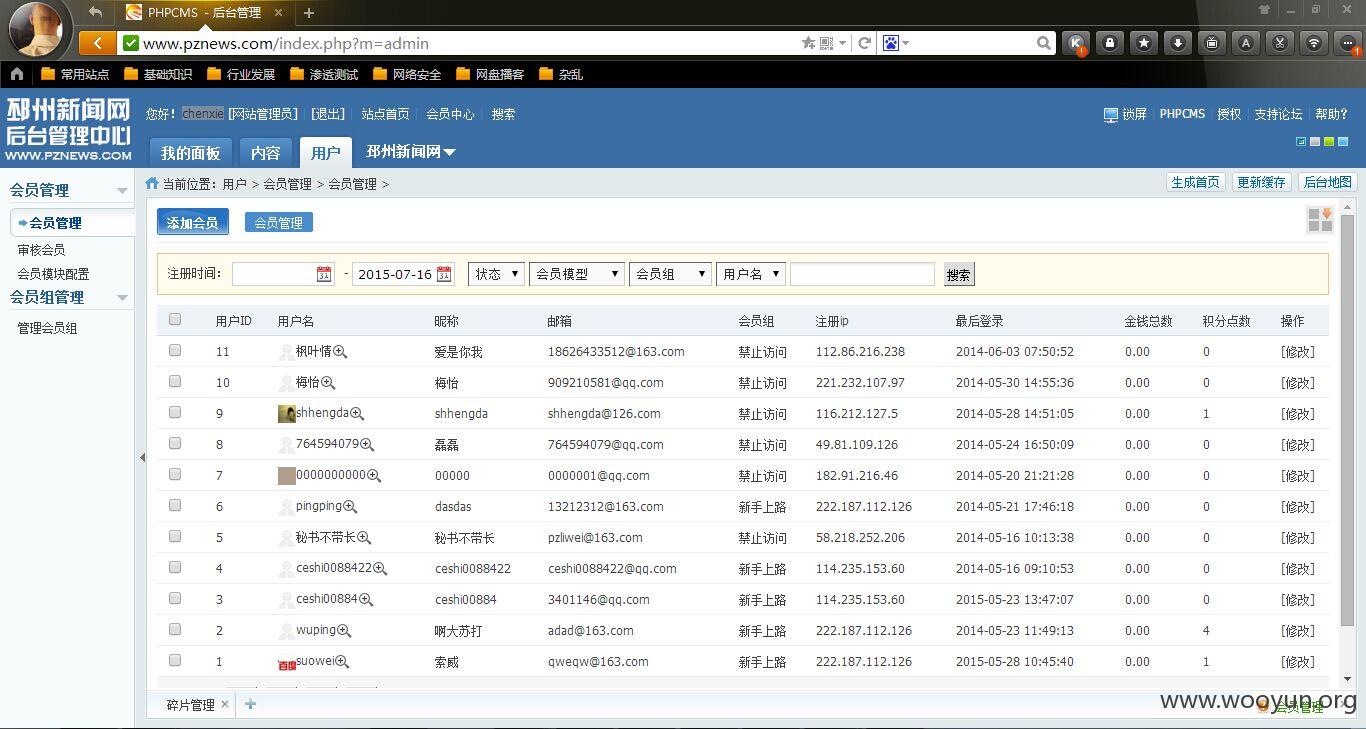 PHPCMS - 后台管理
www.pznews.com/index.php?m=admin
常用站点 基础知识 行业发展 渗透测试 网络安全 网盘播客 杂乱
邳州新闻网
后台管理中心
WWW.PZNEWS.COM
您好！chenxie [网站管理员] [退出] 站点首页 会员中心 搜索
锁屏 PHPCMS 授权 支持论坛 帮助?
我的面板 内容 用户 邳州新闻网
会员管理
会员管理
审核会员
会员模块配置
会员组管理
管理会员组
当前位置：用户 > 会员管理 > 会员管理 >
生成首页 更新缓存 后台地图
添加会员 会员管理
注册时间： - 2015-07-16 状态 会员模型 会员组 用户名 搜索
用户ID 用户名 昵称 邮箱 会员组 注册ip 最后登录 金钱总数 积分点数 操作
11 枫叶情 爱是你我 18626433512@163.com 禁止访问 112.86.216.238 2014-06-03 07:50:52 0.00 0 [修改]
10 梅怡 梅怡 909210581@qq.com 禁止访问 221.232.107.97 2014-05-30 14:55:36 0.00 0 [修改]
9 shhengda shhengda shhengda@126.com 禁止访问 116.212.127.5 2014-05-28 14:51:05 0.00 1 [修改]
8 764594079 磊磊 764594079@qq.com 禁止访问 49.81.109.126 2014-05-24 16:50:09 0.00 0 [修改]
7 0000000000 00000 0000001@qq.com 禁止访问 182.91.216.46 2014-05-20 21:21:28 0.00 0 [修改]
6 pingping dasdas 13212312@163.com 新手上路 222.187.112.126 2014-05-21 17:46:18 0.00 0 [修改]
5 秘书不带长 秘书不带长 pzliwei@163.com 禁止访问 58.218.252.206 2014-05-16 10:13:38 0.00 0 [修改]
4 ceshi0088422 ceshi0088422 ceshi0088422@qq.com 新手上路 114.235.153.60 2014-05-16 09:10:53 0.00 0 [修改]
3 ceshi00884 ceshi00884 3401146@qq.com 新手上路 114.235.153.60 2015-05-23 13:47:07 0.00 0 [修改]
2 wuping 啊大苏打 adad@163.com 新手上路 222.187.112.126 2014-05-23 11:49:13 0.00 4 [修改]
1 suowei 索威 qweqw@163.com 新手上路 222.187.112.126 2015-05-28 10:45:40 0.00 1 [修改]
碎片管理
会员管理
www.wooyun.org